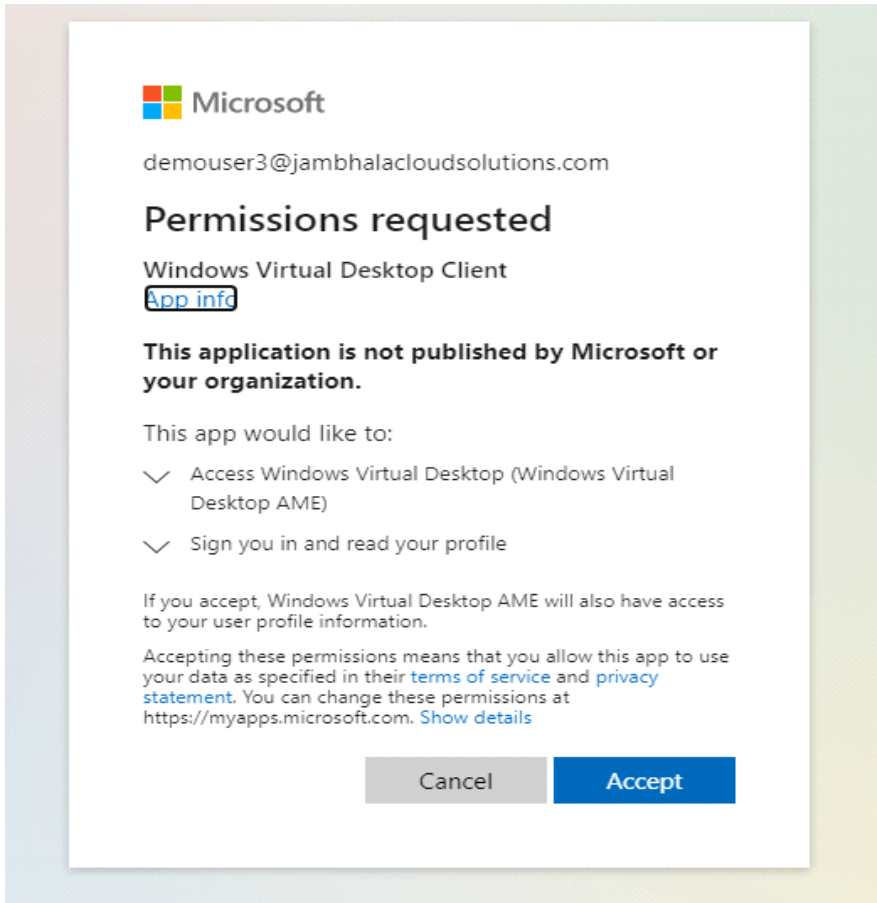 Microsoft
demouser3@jambhalacloudsolutions.com
Permissions requested
Windows Virtual Desktop Client
App info
This application is not published by Microsoft or
your organization.
This app would like to:
Access Windows Virtual Desktop (Windows Virtual
Desktop AME)
Sign you in and read your profile
If you accept, Windows Virtual Desktop AME will also have access
to your user profile information.
Accepting these permissions means that you allow this app to use
your data as specified in their terms of service and privacy
statement. You can change these permissions at
https://myapps.microsoft.com. Show details
Cancel
Accept